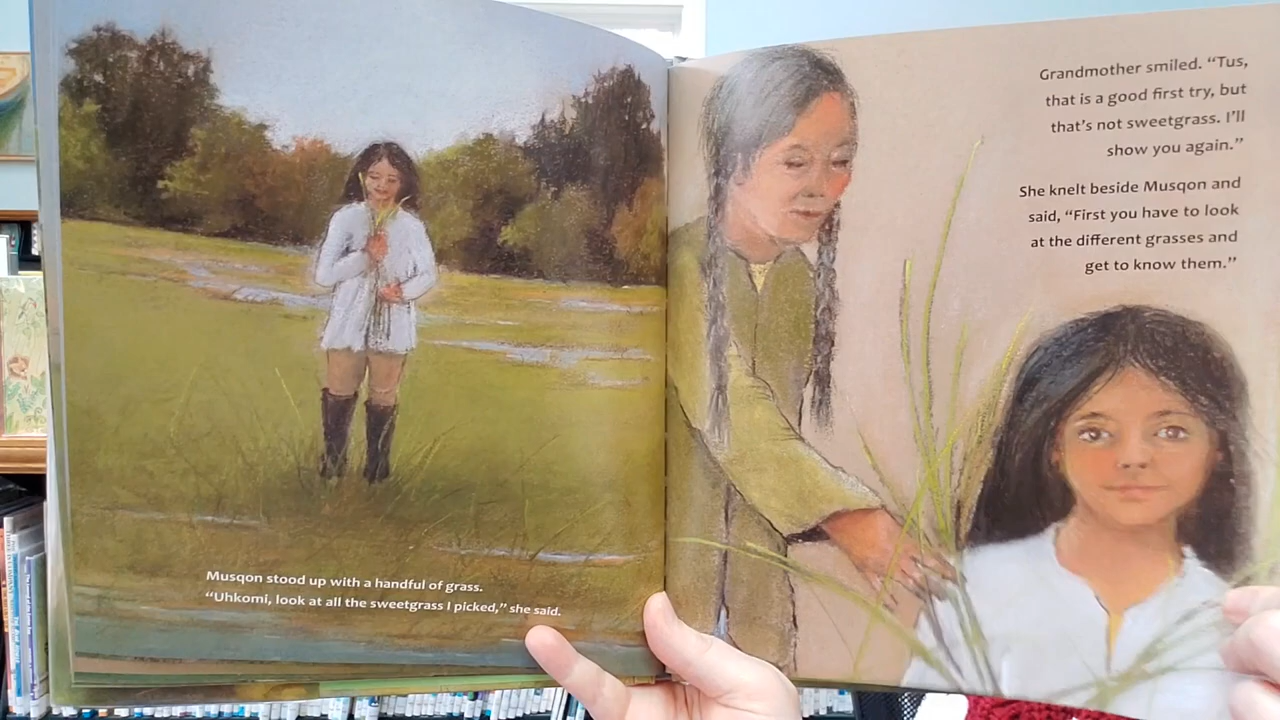 Musqon stood up with a handful of grass.
“Uhkomi, look at all the sweetgrass I picked,” she said.
Grandmother smiled. “Tus,
that is a good first try, but
that’s not sweetgrass. I’ll
show you again.”
She knelt beside Musqon and
said, “First you have to look
at the different grasses and
get to know them.”